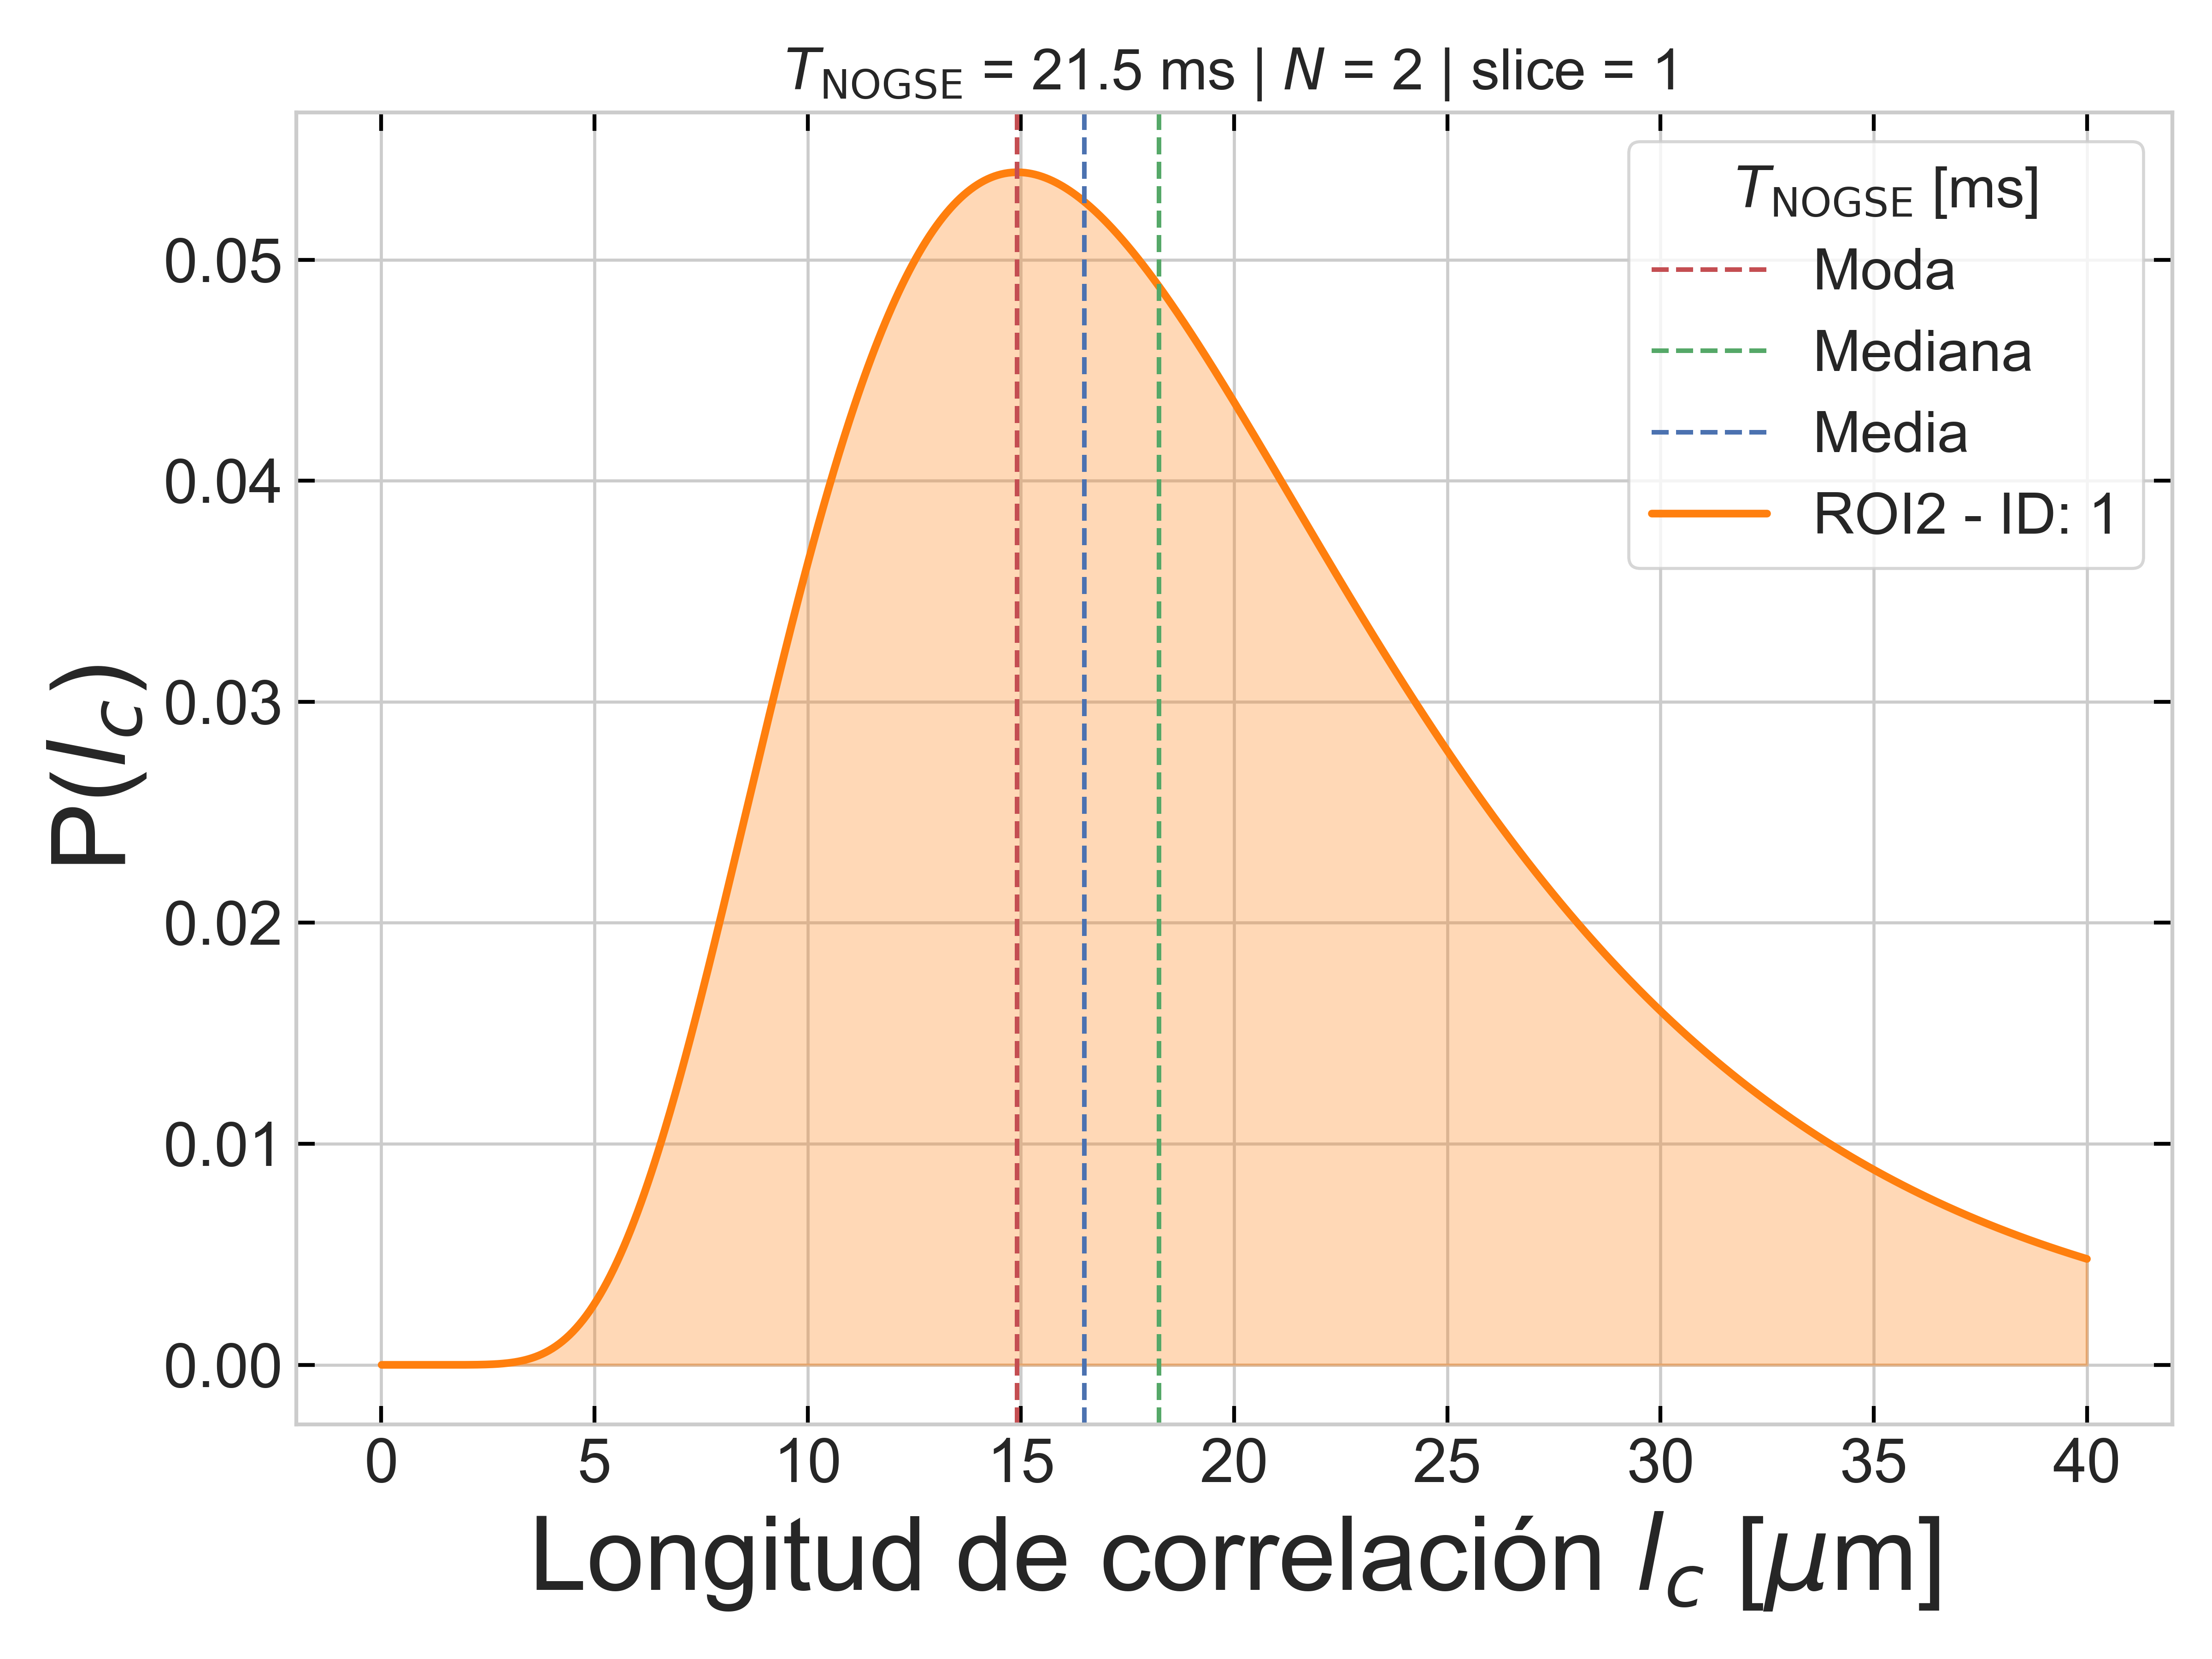 T_NOGSE = 21.5 ms | N = 2 | slice = 1
T_NOGSE [ms]
Moda
Mediana
Media
ROI2 - ID: 1
P(l_c)
0.05
0.04
0.03
0.02
0.01
0.00
0 5 10 15 20 25 30 35 40
Longitud de correlación l_c [μm]